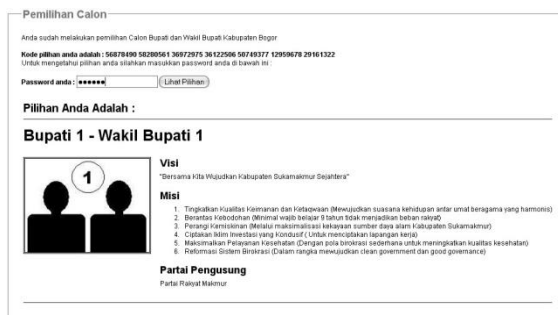 Pemilihan Calon
Anda sudah melakukan pemilihan Calon Bupati dan Wakil Bupati Kabupaten Bogor
Kode pilihan anda adalah : 56878490 58280561 36972975 36122506 50749377 12959678 29161322
Untuk mengetahui pilihan anda silahkan masukkan password anda di bawah ini :
Password anda : ●●●●●● Lihat Pilihan
Pilihan Anda Adalah :
Bupati 1 - Wakil Bupati 1
1
Visi
"Bersama Kita Wujudkan Kabupaten Sukamakmur Sejahtera"
Misi
1. Tingkatkan Kualitas Keimanan dan Ketaqwaan (Mewujudkan suasana kehidupan antar umat beragama yang harmonis)
2. Berantas Kebodohan (Minimal wajib belajar 9 tahun tidak menjadikan beban rakyat)
3. Perangi Kemiskinan (Melalui maksimalisasi kekayaan sumber daya alam Kabupaten Sukamakmur)
4. Ciptakan Iklim Investasi yang Kondusif ( Untuk menciptakan lapangan kerja)
5. Maksimalkan Pelayanan Kesehatan (Dengan pola birokrasi sederhana untuk meningkatkan kualitas kesehatan)
6. Reformasi Sistem Birokrasi (Dalam rangka mewujudkan clean government dan good governance)
Partai Pengusung
Partai Rakyat Makmur